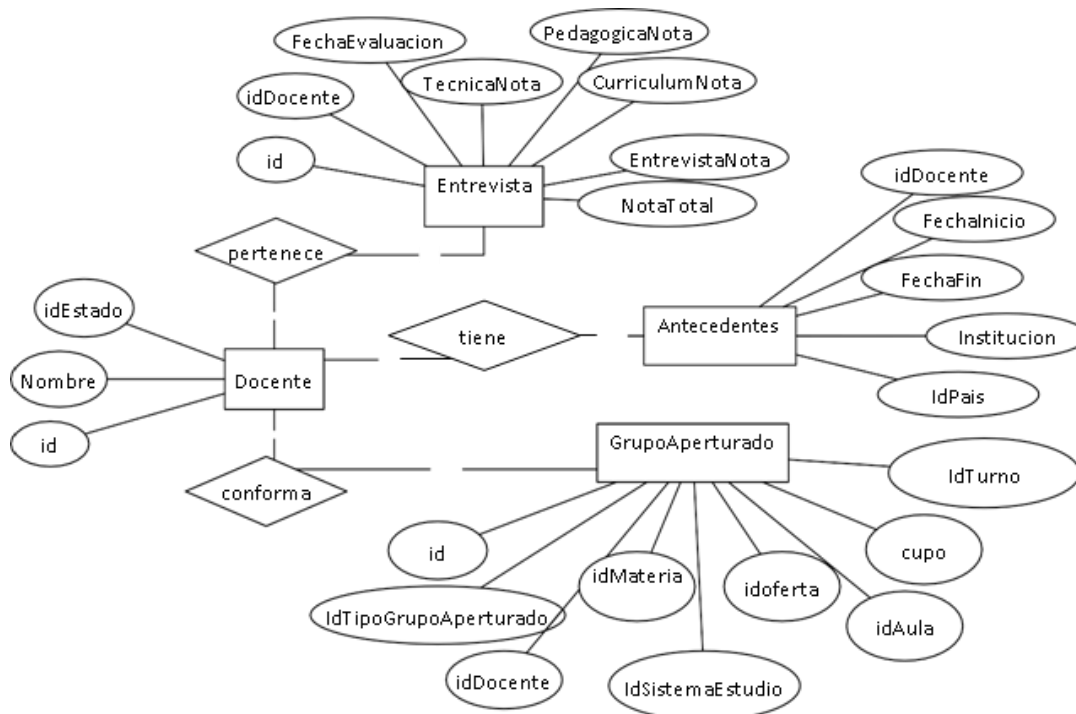 PedagogicaNota
FechaEvaluacion
TecnicaNota
CurriculumNota
idDocente
id
EntrevistaNota
Entrevista
NotaTotal
idDocente
FechaInicio
pertenece
FechaFin
idEstado
Antecedentes
tiene
Institucion
Nombre
Docente
IdPais
id
GrupoAperturado
IdTurno
conforma
id
cupo
idMateria
idoferta
IdTipoGrupoAperturado
idAula
idDocente
IdSistemaEstudio